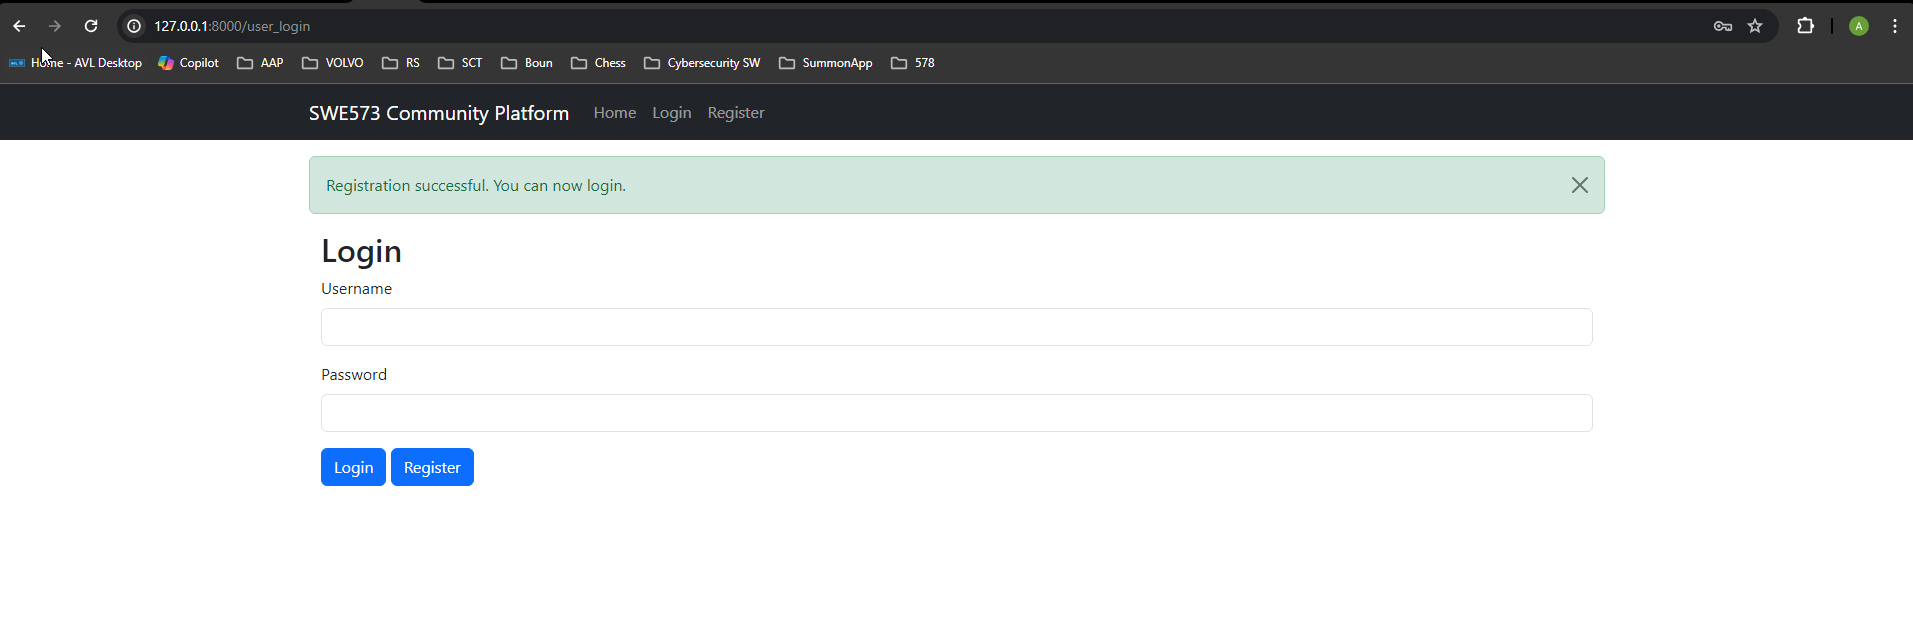 127.0.0.1:8000/user_login
A
Home - AVL Desktop Copilot AAP VOLVO RS SCT Boun Chess Cybersecurity SW SummonApp 578
SWE573 Community Platform Home Login Register
Registration successful. You can now login.
Login
Username
Password
Login Register